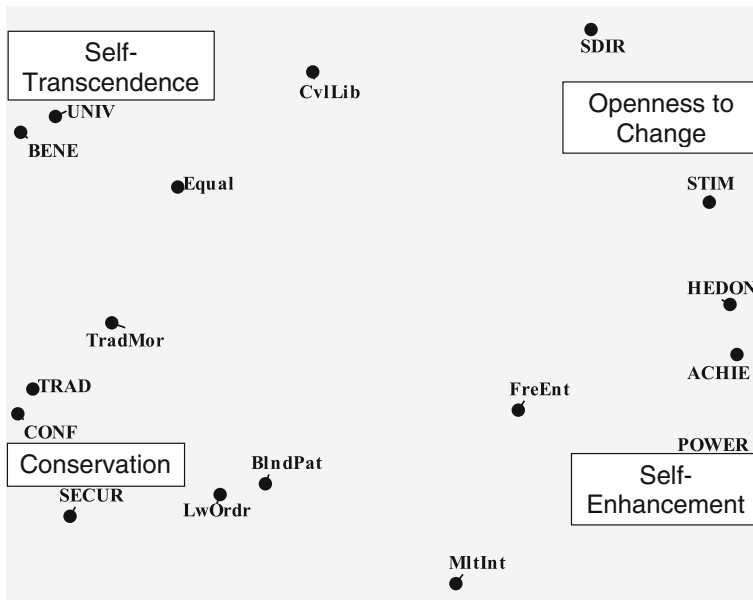 SDIR
Self-
Transcendence
CvlLib
Openness to
Change
UNIV
BENE
Equal
STIM
HEDON
TradMor
ACHIE
TRAD
FreEnt
CONF
POWER
Conservation
BlndPat
Self-
Enhancement
SECUR
LwOrdr
MltInt